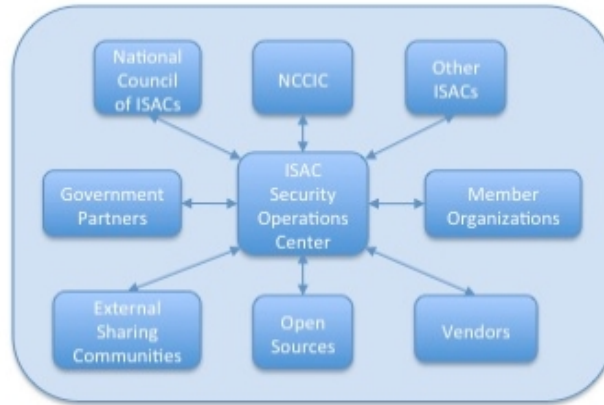 National
Council
of ISACs
NCCIC
Other
ISACs
Government
Partners
ISAC
Security
Operations
Center
Member
Organizations
External
Sharing
Communities
Open
Sources
Vendors